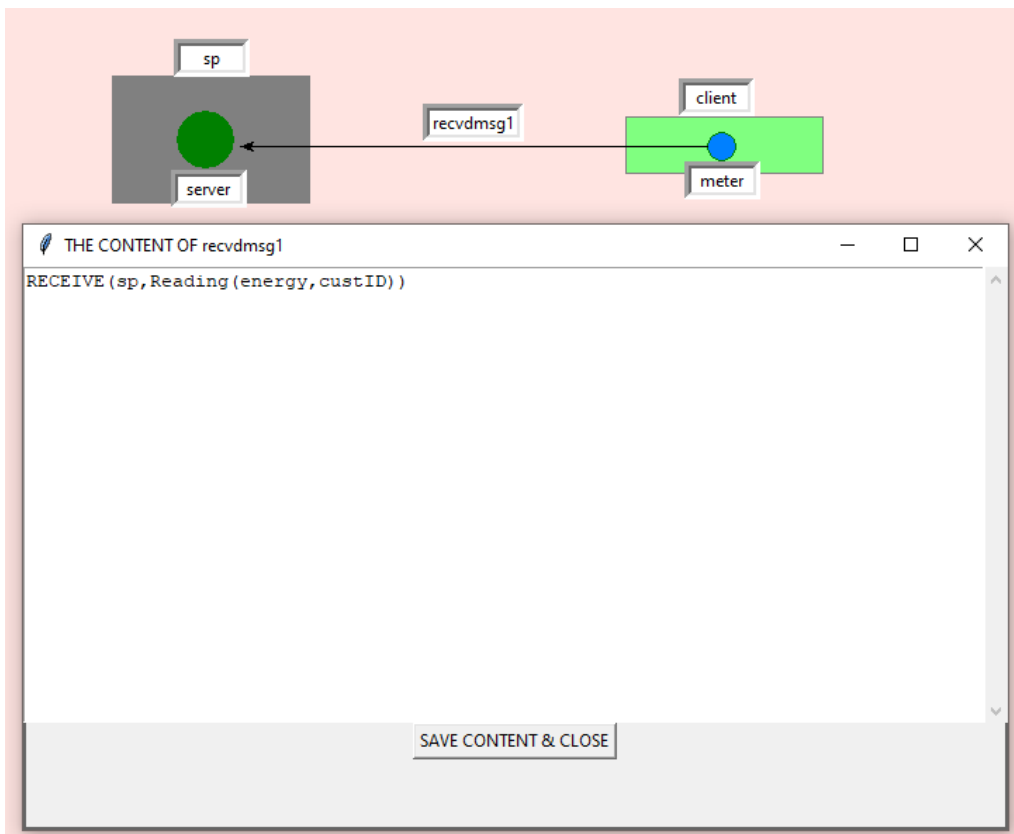 sp
client
recvdmsg1
meter
server
THE CONTENT OF recvdmsg1
RECEIVE(sp,Reading(energy,custID))
SAVE CONTENT & CLOSE